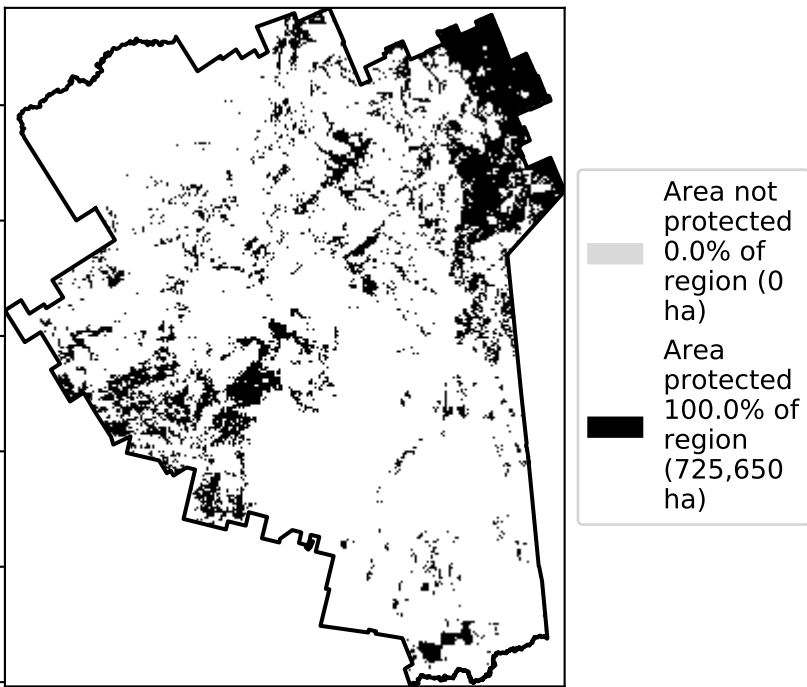 Area not
protected
0.0% of
region (0
ha)
Area
protected
100.0% of
region
(725,650
ha)